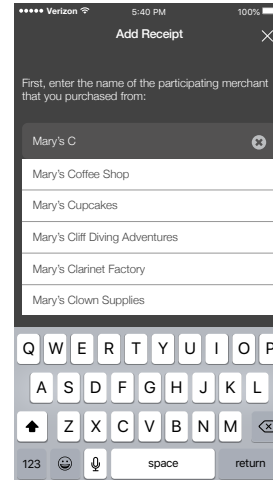 ●●●●● Verizon 5:40 PM 100%
Add Receipt
First, enter the name of the participating merchant
that you purchased from:
Mary's C
Mary's Coffee Shop
Mary's Cupcakes
Mary's Cliff Diving Adventures
Mary's Clarinet Factory
Mary's Clown Supplies
Q W E R T Y U I O P
A S D F G H J K L
Z X C V B N M
123 space return